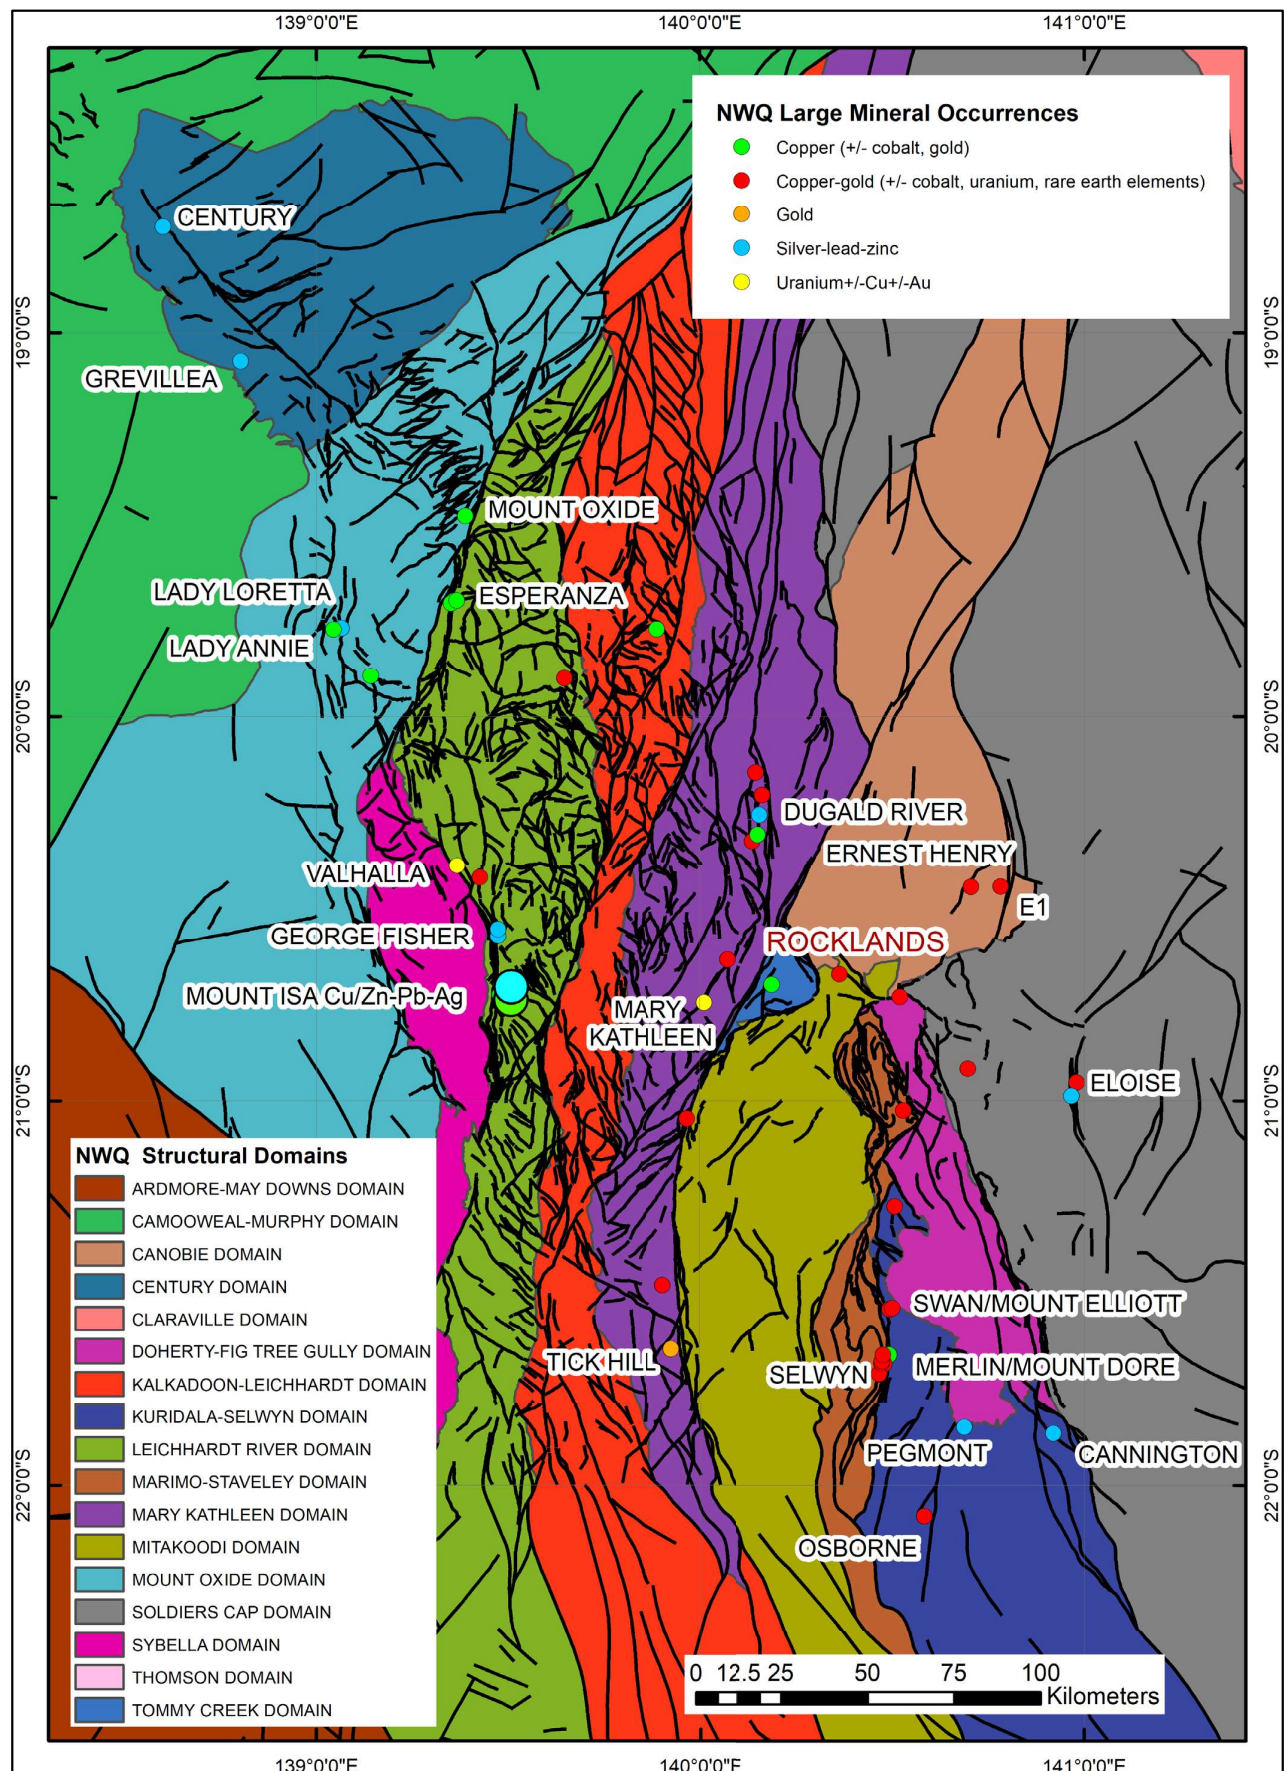 139°0'0"E
140°0'0"E
141°0'0"E
NWQ Large Mineral Occurrences
Copper (+/- cobalt, gold)
Copper-gold (+/- cobalt, uranium, rare earth elements)
Gold
Silver-lead-zinc
Uranium+/-Cu+/-Au
CENTURY
19°0'0"S
19°0'0"S
GREVILLEA
MOUNT OXIDE
LADY LORETTA
ESPERANZA
LADY ANNIE
20°0'0"S
20°0'0"S
DUGALD RIVER
ERNEST HENRY
VALHALLA
E1
GEORGE FISHER
ROCKLANDS
MOUNT ISA Cu/Zn-Pb-Ag
MARY
KATHLEEN
ELOISE
21°0'0"S
21°0'0"S
NWQ Structural Domains
ARDMORE-MAY DOWNS DOMAIN
CAMOOWEAL-MURPHY DOMAIN
CANOBIE DOMAIN
CENTURY DOMAIN
CLARAVILLE DOMAIN
DOHERTY-FIG TREE GULLY DOMAIN
KALKADOON-LEICHHARDT DOMAIN
KURIDALA-SELWYN DOMAIN
LEICHHARDT RIVER DOMAIN
MARIMO-STAVELEY DOMAIN
MARY KATHLEEN DOMAIN
MITAKOODI DOMAIN
MOUNT OXIDE DOMAIN
SOLDIERS CAP DOMAIN
SYBELLA DOMAIN
THOMSON DOMAIN
TOMMY CREEK DOMAIN
SWAN/MOUNT ELLIOTT
TICK HILL
SELWYN
MERLIN/MOUNT DORE
PEGMONT
CANNINGTON
22°0'0"S
22°0'0"S
OSBORNE
0 12.5 25 50 75 100
Kilometers
139°0'0"E
140°0'0"E
141°0'0"E